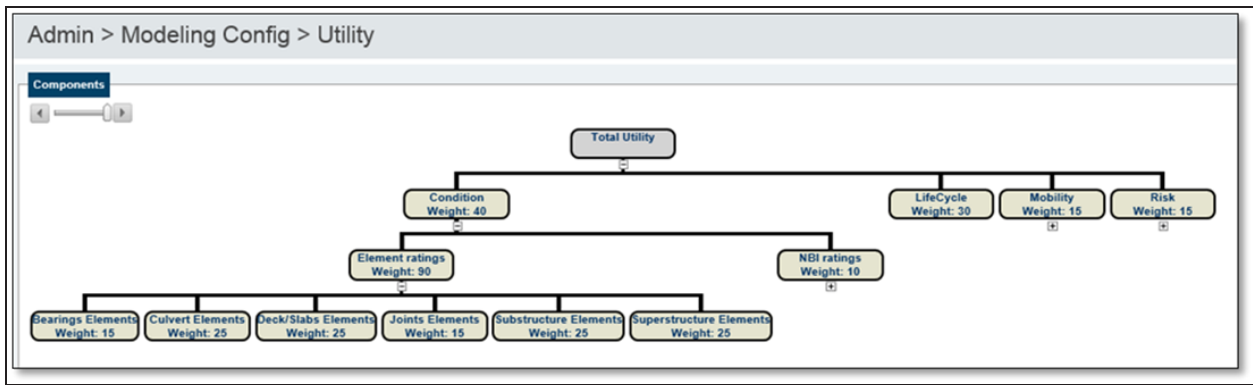 Admin > Modeling Config > Utility
Components
Total Utility
Condition
Weight: 40
LifeCycle
Weight: 30
Mobility
Weight: 15
Risk
Weight: 15
Element ratings
Weight: 90
NBI ratings
Weight: 10
Bearings Elements
Weight: 15
Culvert Elements
Weight: 25
Deck/Slabs Elements
Weight: 25
Joints Elements
Weight: 15
Substructure Elements
Weight: 25
Superstructure Elements
Weight: 25